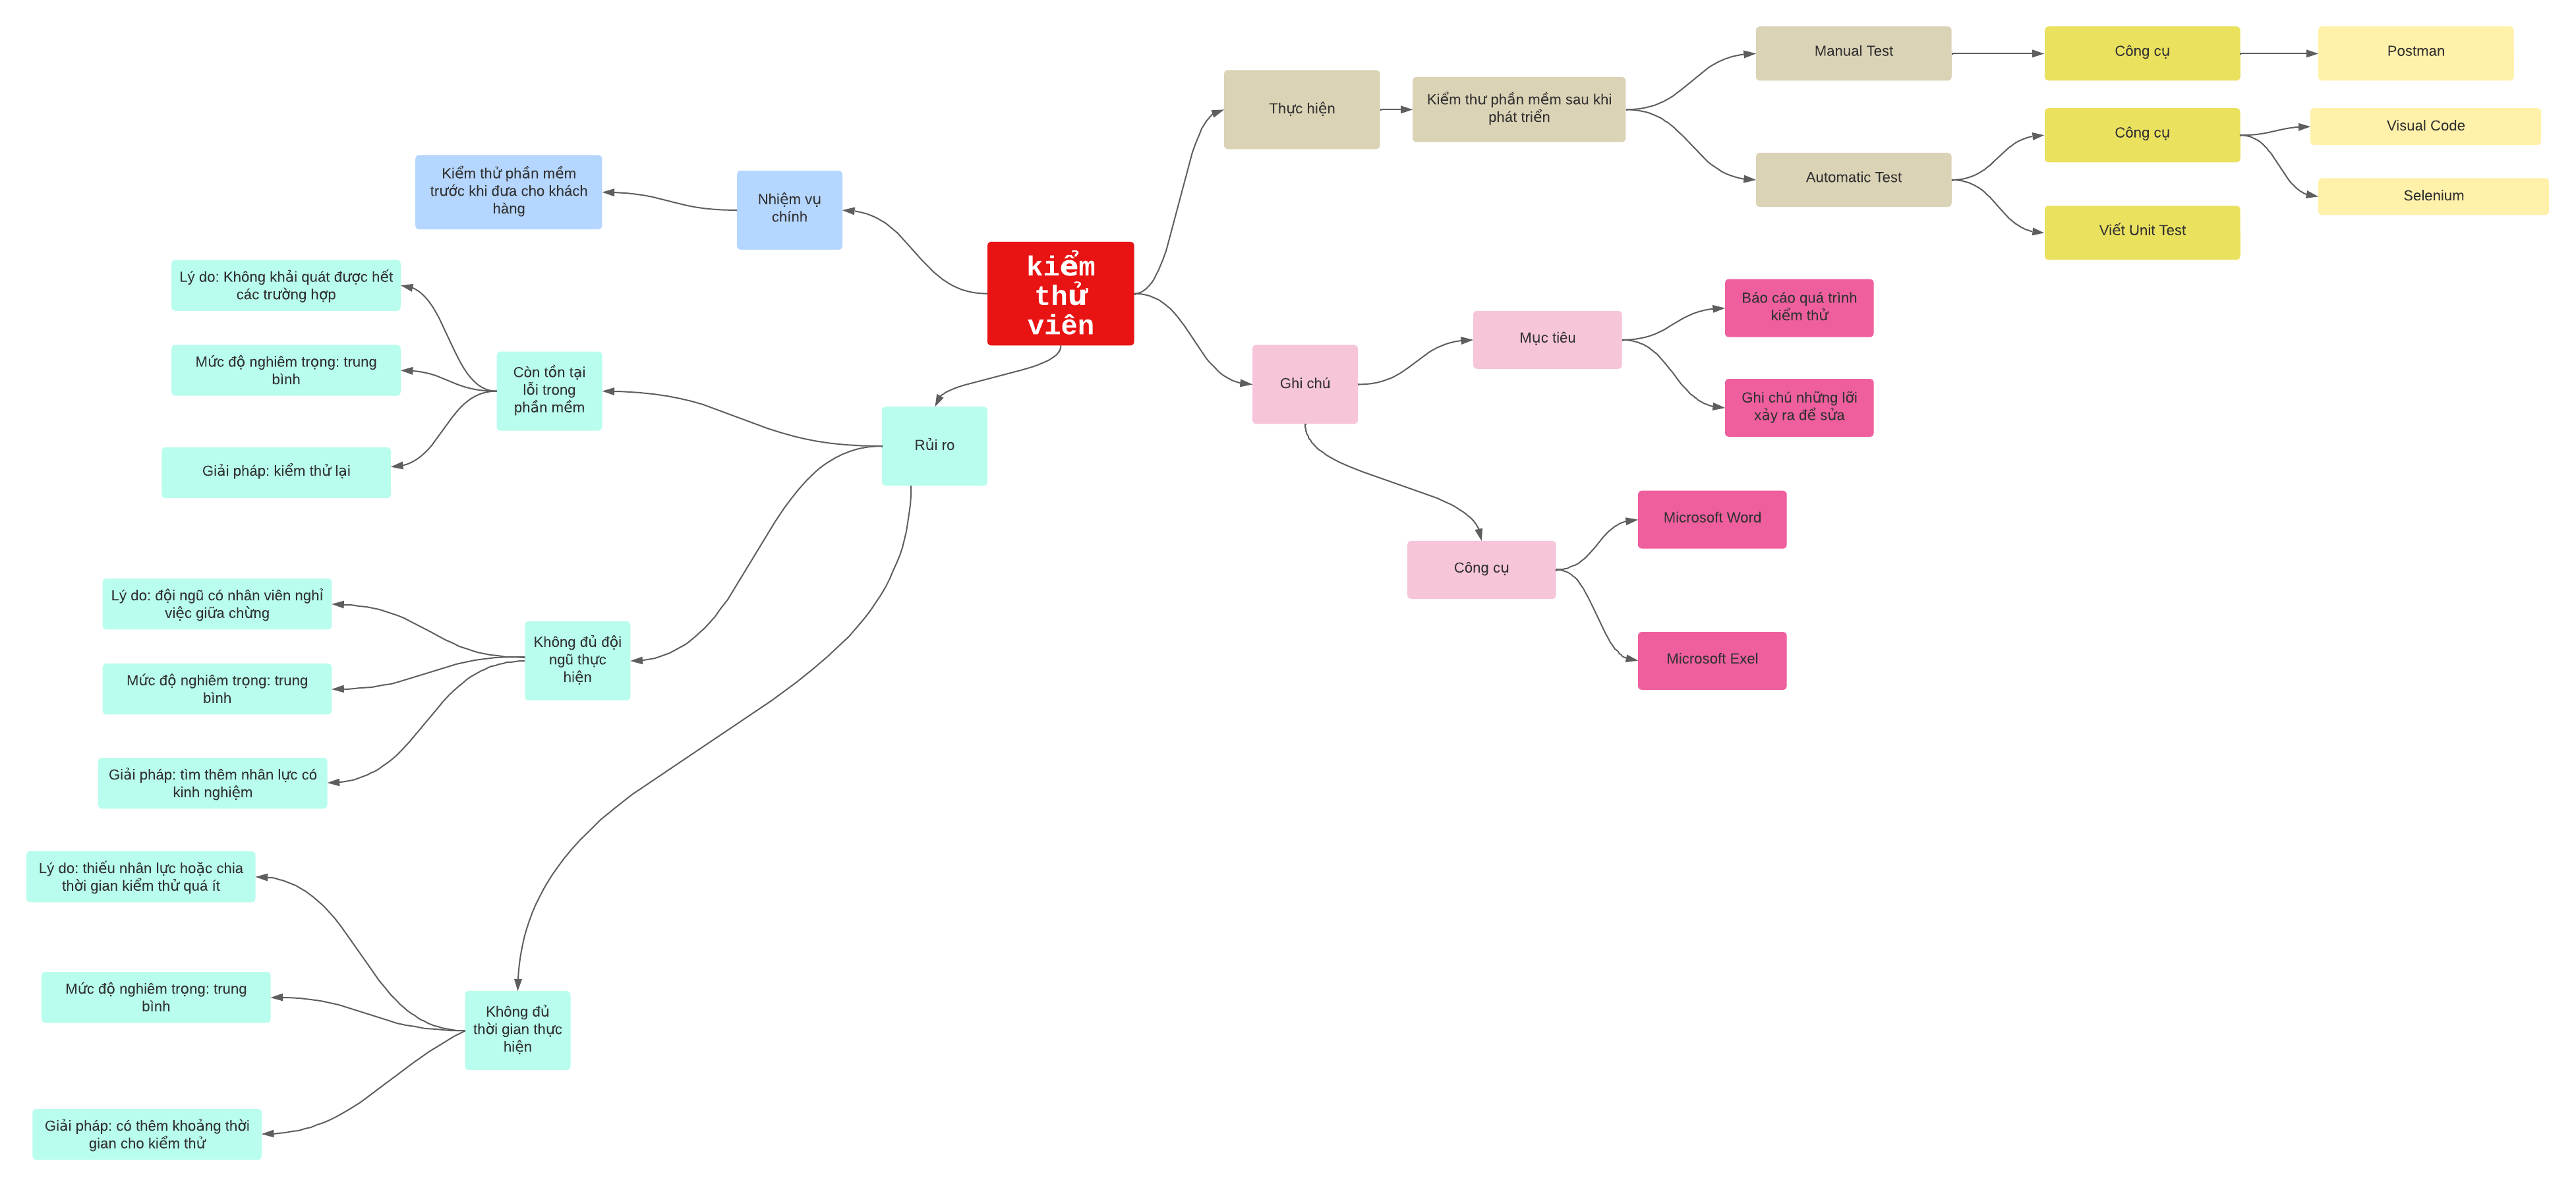 Manual Test
Công cụ
Postman
Thực hiện
Kiểm thư phần mềm sau khi
phát triển
Công cụ
Visual Code
Automatic Test
Selenium
Viết Unit Test
Kiểm thử phần mềm
trước khi đưa cho khách
hàng
Nhiệm vụ
chính
kiểm
thử
viên
Lý do: Không khải quát được hết
các trường hợp
Mức độ nghiêm trọng: trung
bình
Giải pháp: kiểm thử lại
Còn tồn tại
lỗi trong
phần mềm
Rủi ro
Ghi chú
Mục tiêu
Báo cáo quá trình
kiểm thử
Ghi chú những lỡi
xảy ra để sửa
Công cụ
Microsoft Word
Microsoft Exel
Lý do: đội ngũ có nhân viên nghỉ
việc giữa chừng
Mức độ nghiêm trọng: trung
bình
Giải pháp: tìm thêm nhân lực có
kinh nghiệm
Không đủ đội
ngũ thực
hiện
Lý do: thiếu nhân lực hoặc chia
thời gian kiểm thử quá ít
Mức độ nghiêm trọng: trung
bình
Giải pháp: có thêm khoảng thời
gian cho kiểm thử
Không đủ
thời gian thực
hiện